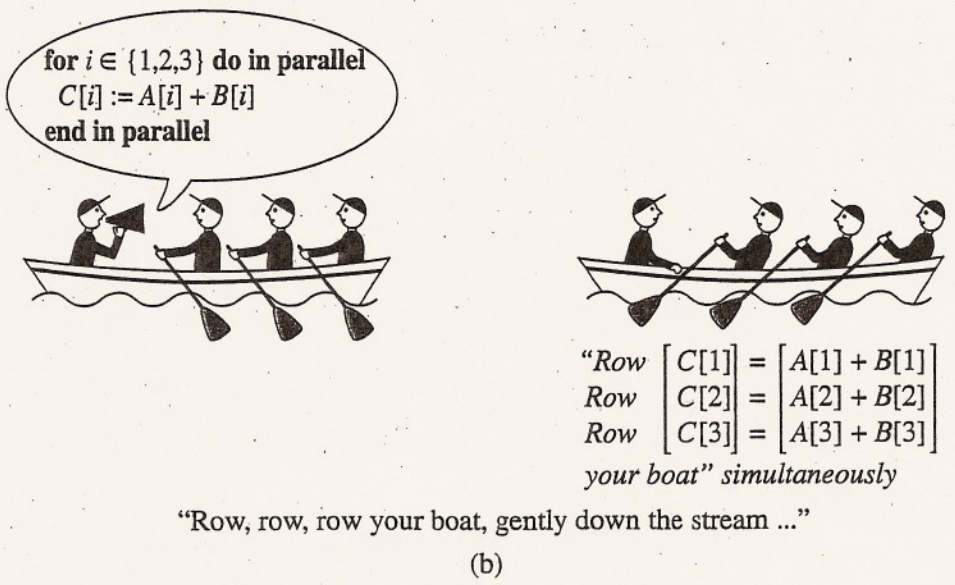 for i ∈ {1,2,3} do in parallel
C[i] := A[i] + B[i]
end in parallel
“Row [C[1]] = [A[1] + B[1]]
Row [C[2]] = [A[2] + B[2]]
Row [C[3]] = [A[3] + B[3]]
your boat” simultaneously
“Row, row, row your boat, gently down the stream ...”
(b)